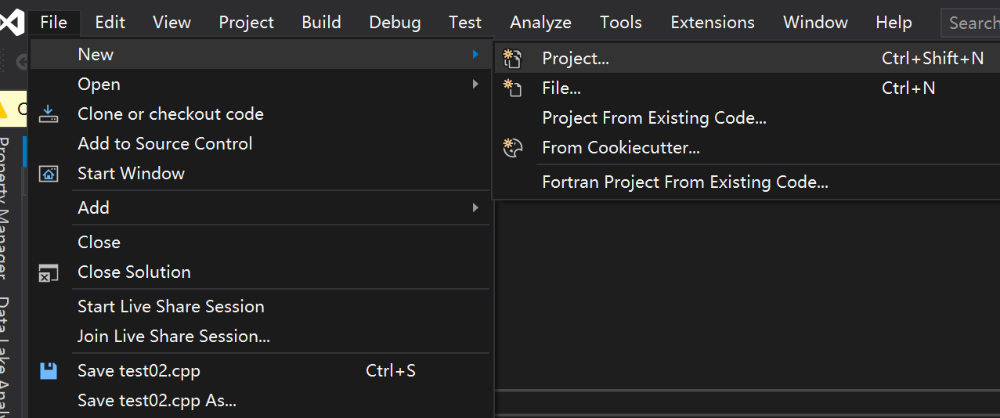 File Edit View Project Build Debug Test Analyze Tools Extensions Window Help Search
New
Open
Clone or checkout code
Add to Source Control
Start Window
Add
Close
Close Solution
Start Live Share Session
Join Live Share Session...
Save test02.cpp Ctrl+S
Save test02.cpp As...
Project... Ctrl+Shift+N
File... Ctrl+N
Project From Existing Code...
From Cookiecutter...
Fortran Project From Existing Code...
Property Manager
Data Lake